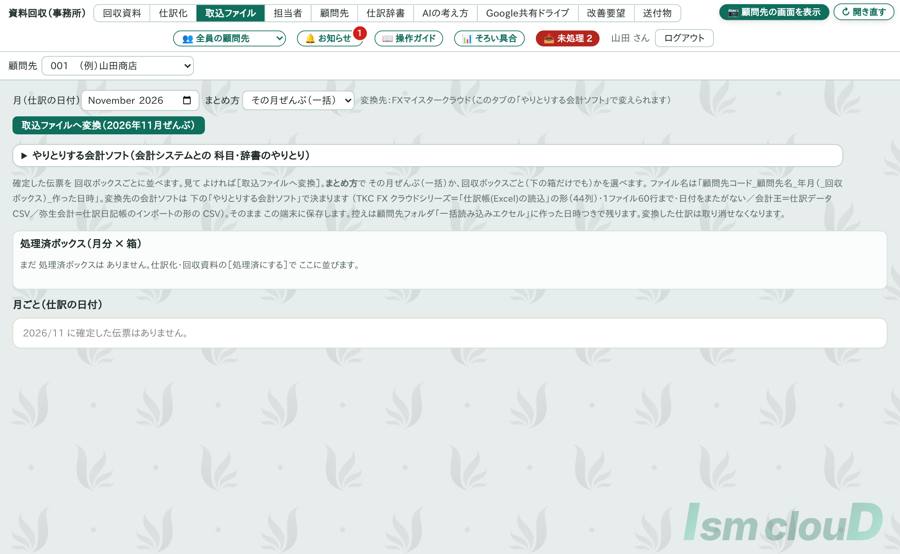 資料回収（事務所） 回収資料 仕訳化 取込ファイル 担当者 顧問先 仕訳辞書 AIの考え方 Google共有ドライブ 改善要望 送付物 📷 顧問先の画面を表示 ↻ 開き直す
👥 全員の顧問先 🔔 お知らせ 1 📖 操作ガイド 📊 そろい具合 📥 未処理 2 山田 さん ログアウト
顧問先 001 （例）山田商店
月（仕訳の日付） November 2026 まとめ方 その月ぜんぶ（一括） 変換先：FXマイスタークラウド（このタブの「やりとりする会計ソフト」で変えられます）
取込ファイルへ変換（2026年11月ぜんぶ）
▶ やりとりする会計ソフト（会計システムとの 科目・辞書のやりとり）
確定した伝票を 回収ボックスごとに並べます。見て よければ［取込ファイルへ変換］。まとめ方で その月ぜんぶ（一括）か、回収ボックスごと（下の箱だけでも）かを選べます。 ファイル名は「顧問先コード_顧問先名_年月（_回収
ボックス）_作った日時」。変換先の会計ソフトは 下の「やりとりする会計ソフト」で決まります（TKC FX クラウドシリーズ＝「仕訳帳(Excel)の読込」の形（44列）・1ファイル60行まで・日付をまたがない／会計王＝仕訳データ
CSV／弥生会計＝仕訳日記帳のインポートの形の CSV）。そのまま この端末に保存します。控えは顧問先フォルダ「一括読み込みエクセル」に作った日時つきで残ります。変換した仕訳は取り消せなくなります。
処理済ボックス（月分 × 箱）
まだ 処理済ボックスは ありません。仕訳化・回収資料の［処理済にする］で ここに並びます。
月ごと（仕訳の日付）
2026/11 に確定した伝票はありません。
Ism clouD